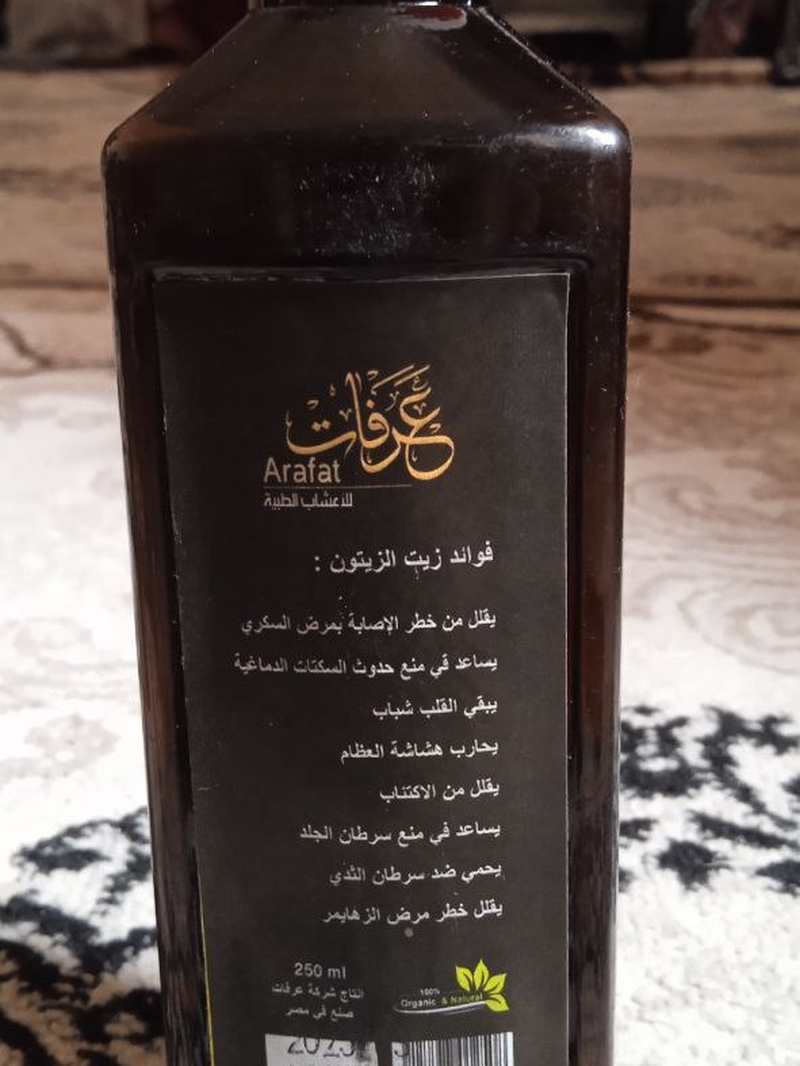 عرفات
Arafat
للأعشاب الطبية
فوائد زيت الزيتون :
يقلل من خطر الإصابة بمرض السكري
يساعد في منع حدوث السكتات الدماغية
يبقي القلب شباب
يحارب هشاشة العظام
يقلل من الاكتئاب
يساعد في منع سرطان الجلد
يحمي ضد سرطان الثدي
يقلل خطر مرض الزهايمر
250 ml
انتاج شركة عرفات
صنع في مصر
100%
Organic & Natural